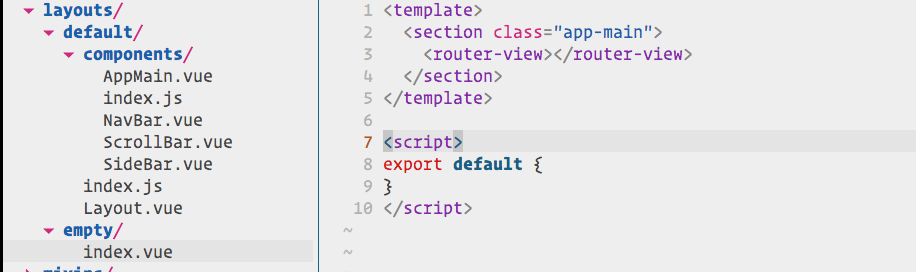 layouts/
default/
components/
AppMain.vue
index.js
NavBar.vue
ScrollBar.vue
SideBar.vue
index.js
Layout.vue
empty/
index.vue
mixins/
1 <template>
2 <section class="app-main">
3 <router-view></router-view>
4 </section>
5 </template>
6
7 <script>
8 export default {
9 }
10 </script>
~
~